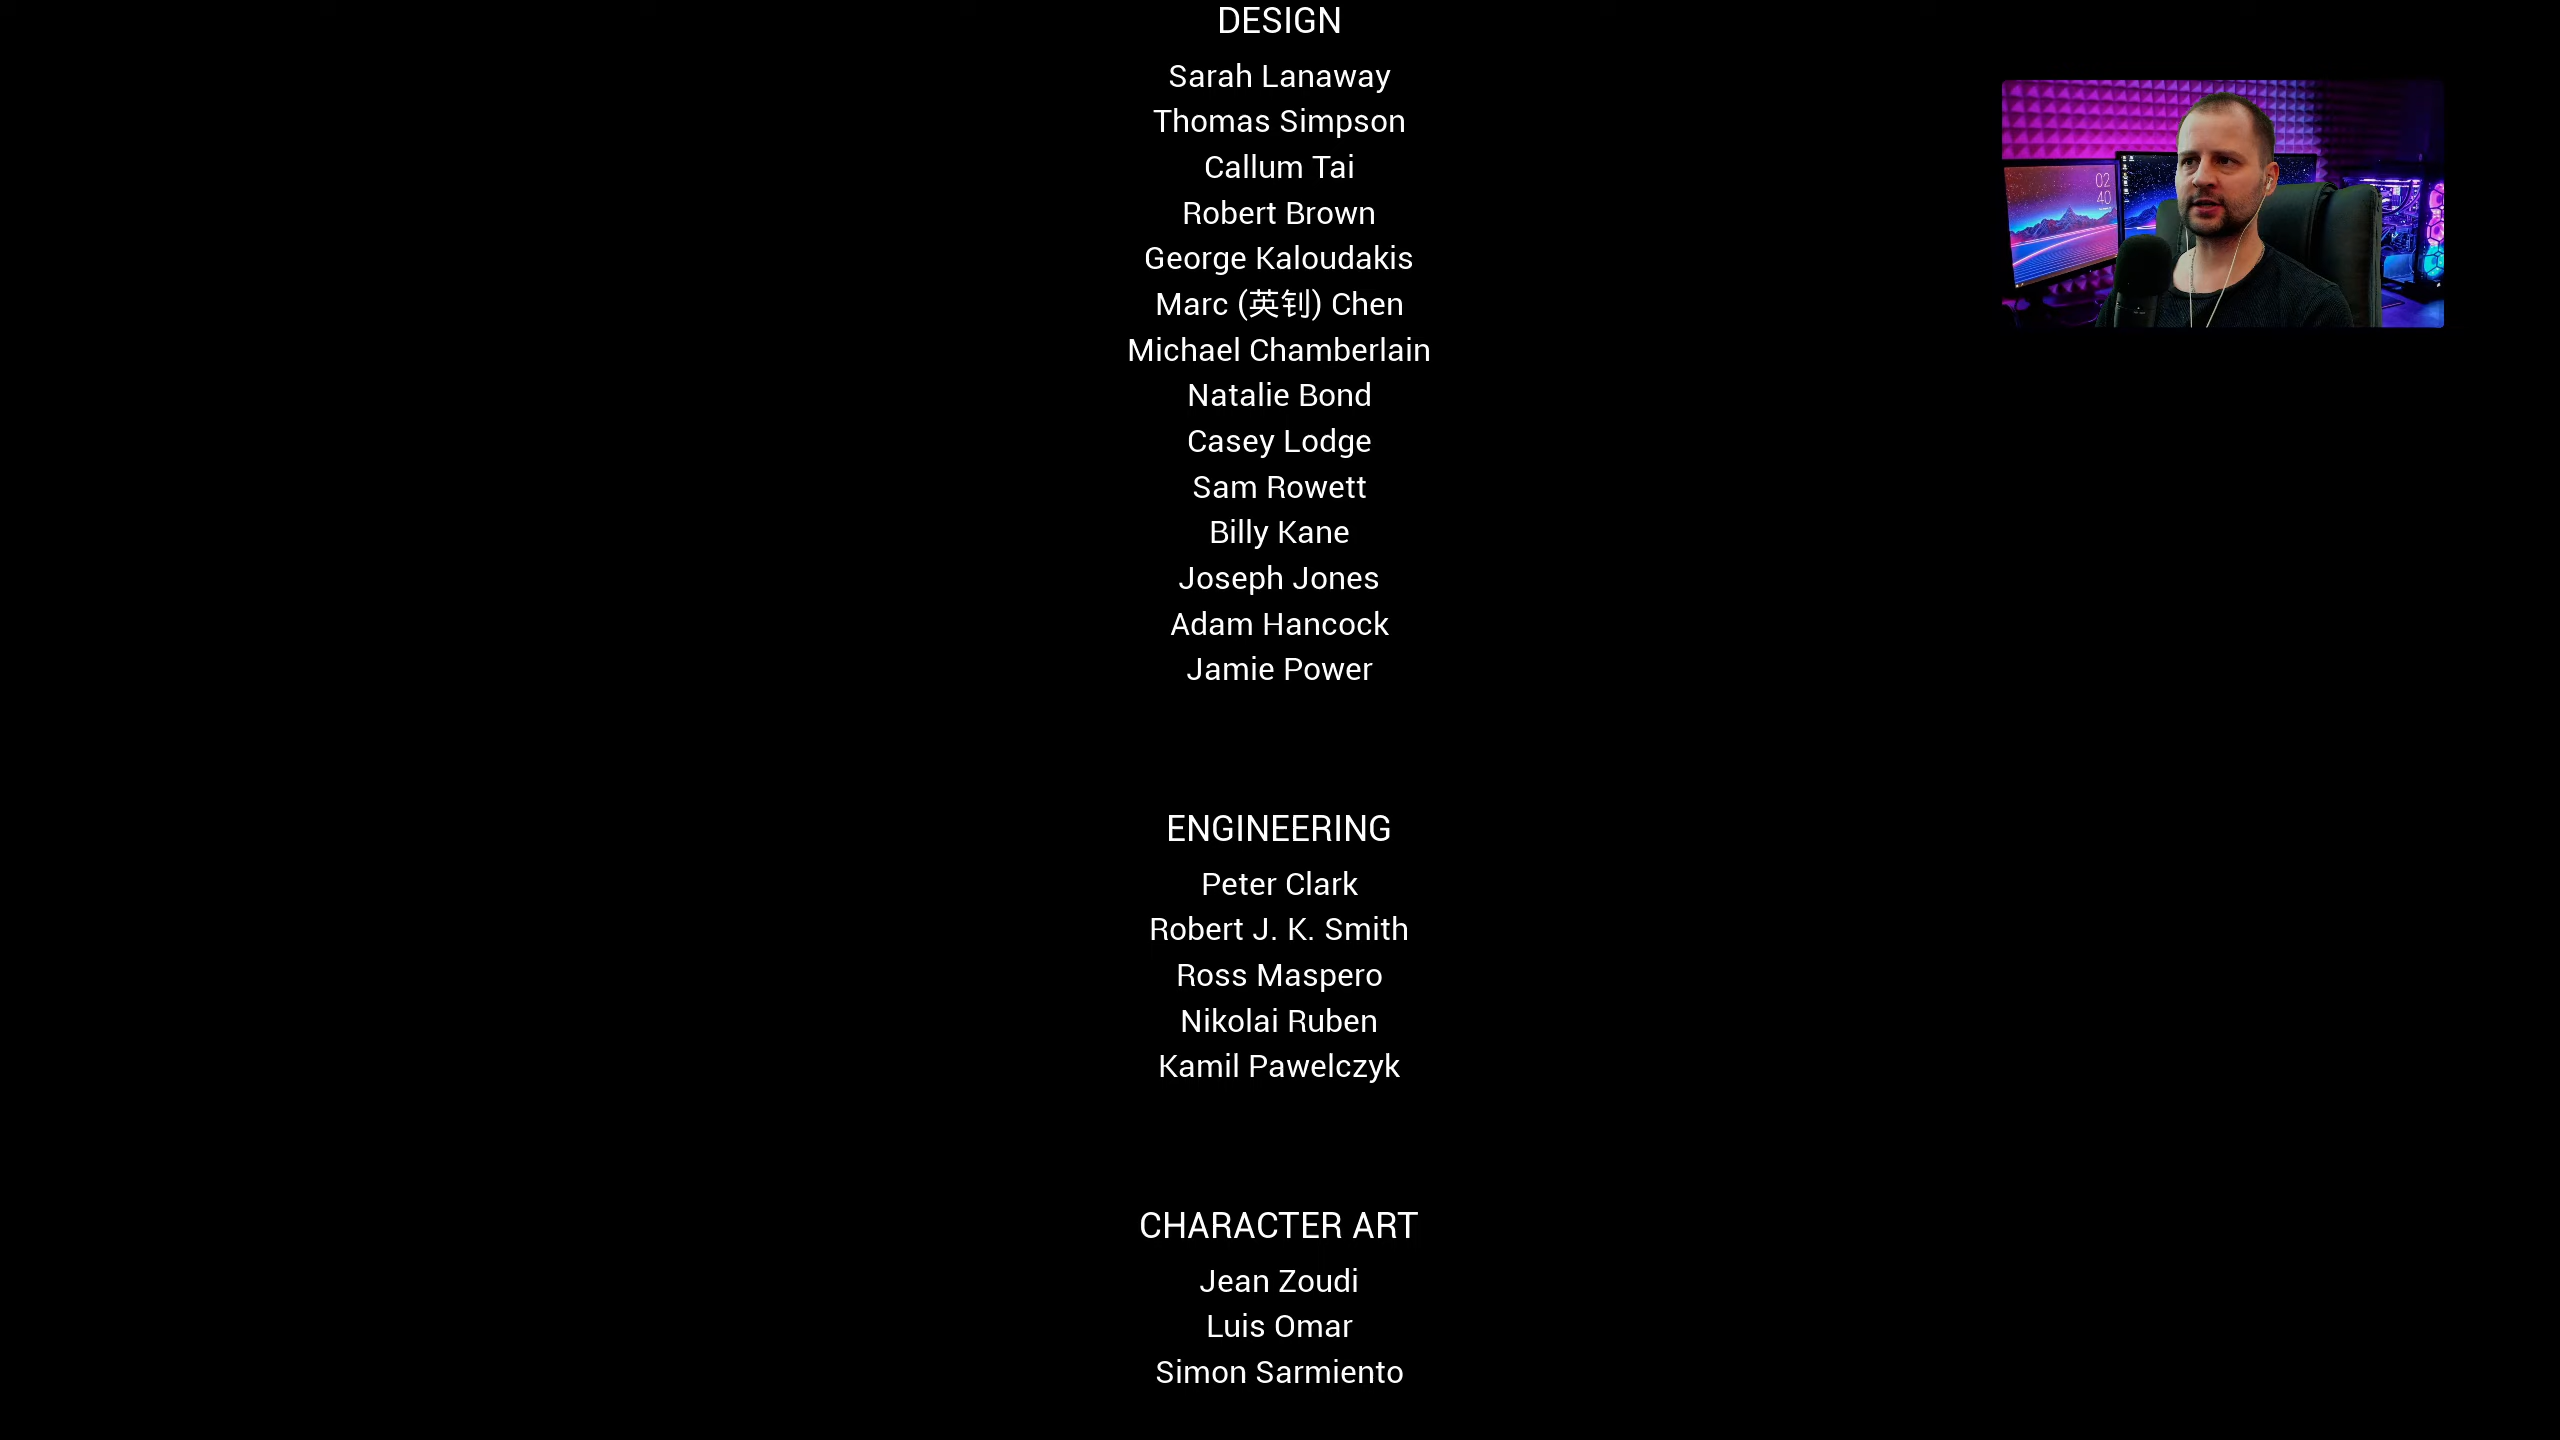 DESIGN
Sarah Lanaway
Thomas Simpson
Callum Tai
Robert Brown
George Kaloudakis
Marc (英钊) Chen
Michael Chamberlain
Natalie Bond
Casey Lodge
Sam Rowett
Billy Kane
Joseph Jones
Adam Hancock
Jamie Power
ENGINEERING
Peter Clark
Robert J. K. Smith
Ross Maspero
Nikolai Ruben
Kamil Pawelczyk
CHARACTER ART
Jean Zoudi
Luis Omar
Simon Sarmiento
02
40